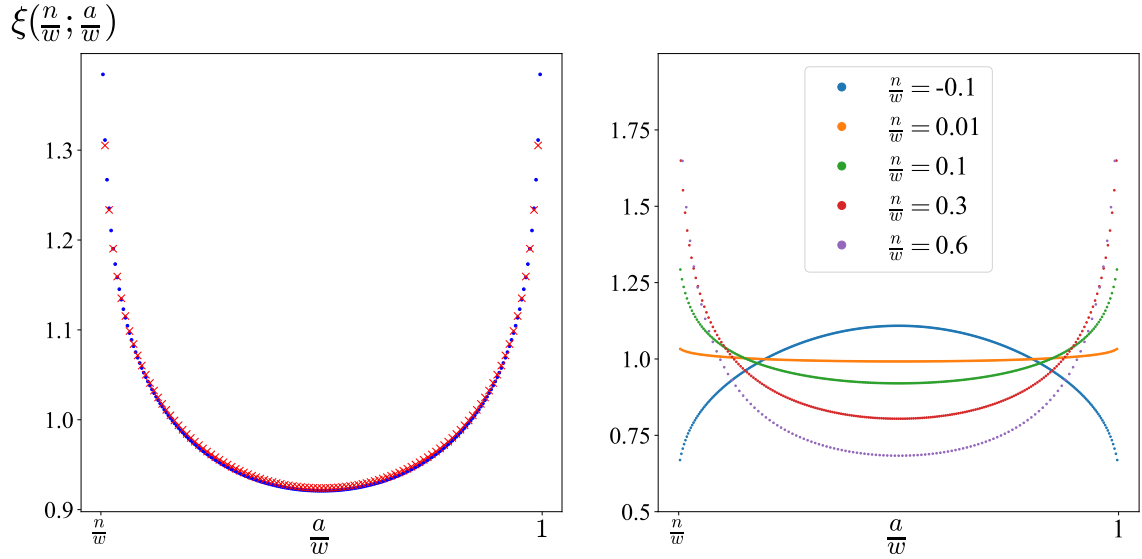 ξ(n/w; a/w)
1.3
1.2
1.1
1.0
0.9
n/w
a/w
1
n/w = -0.1
n/w = 0.01
n/w = 0.1
n/w = 0.3
n/w = 0.6
1.75
1.5
1.25
1.0
0.75
0.5
n/w
a/w
1